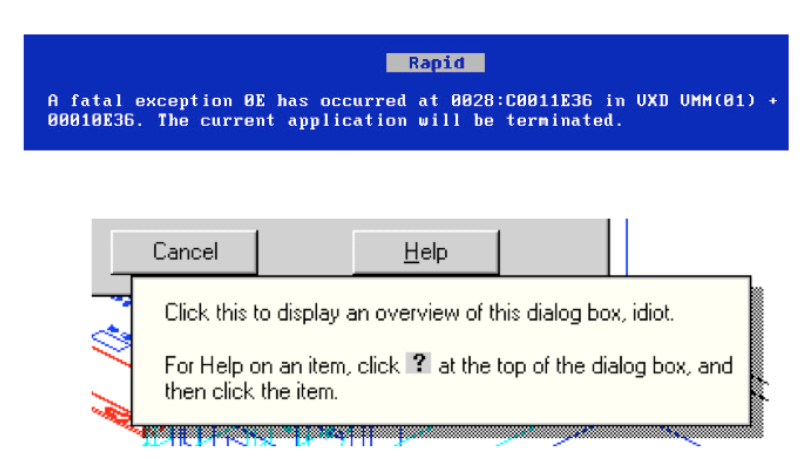 Rapid
A fatal exception 0E has occurred at 0028:C0011E36 in VXD VMM(01) +
00010E36. The current application will be terminated.
Cancel
Help
Click this to display an overview of this dialog box, idiot.
For Help on an item, click ? at the top of the dialog box, and
then click the item.